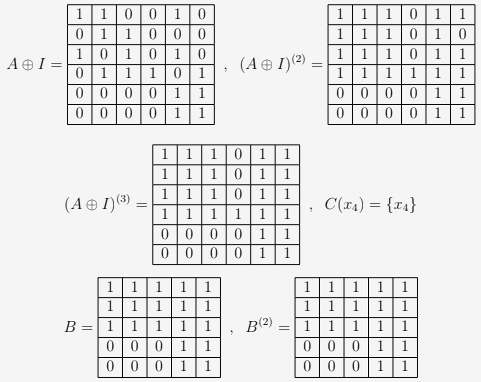 A ⊕ I =
1 1 0 0 1 0
0 1 1 0 0 0
1 0 1 0 1 0
0 1 1 1 0 1
0 0 0 0 1 1
0 0 0 0 1 1
, (A ⊕ I)⁽²⁾ =
1 1 1 0 1 1
1 1 1 0 1 0
1 1 1 0 1 1
1 1 1 1 1 1
0 0 0 0 1 1
0 0 0 0 1 1
(A ⊕ I)⁽³⁾ =
1 1 1 0 1 1
1 1 1 0 1 1
1 1 1 0 1 1
1 1 1 1 1 1
0 0 0 0 1 1
0 0 0 0 1 1
, C(x₄) = {x₄}
B =
1 1 1 1 1
1 1 1 1 1
1 1 1 1 1
0 0 0 1 1
0 0 0 1 1
, B⁽²⁾ =
1 1 1 1 1
1 1 1 1 1
1 1 1 1 1
0 0 0 1 1
0 0 0 1 1